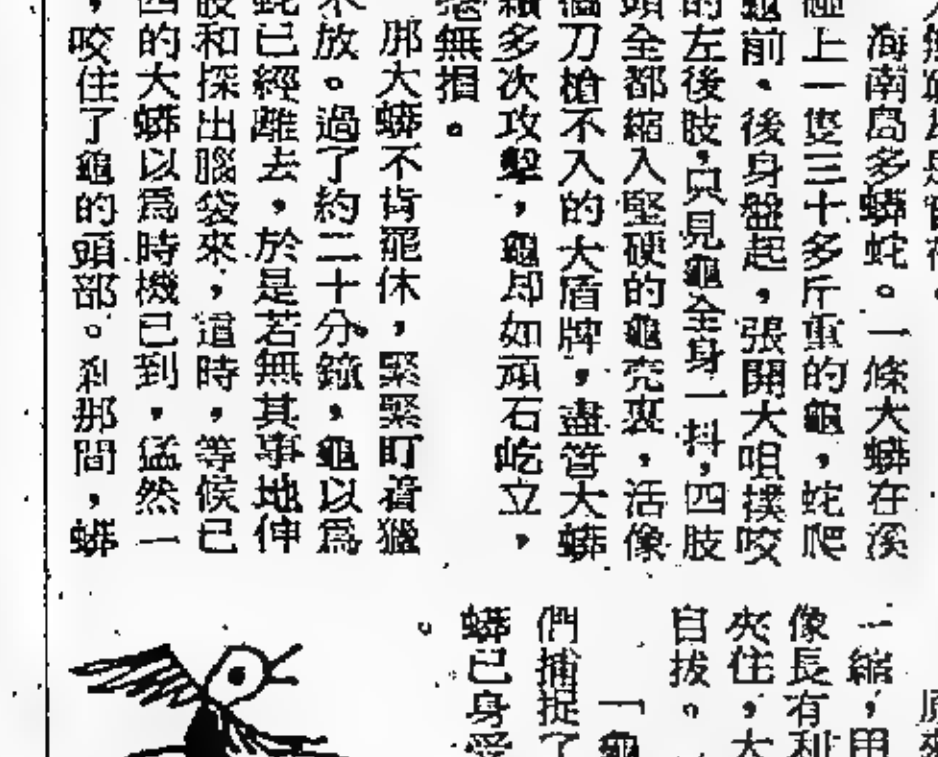 海南島多蟒蛇。一條大蟒在溪
上一隻三十多斤重的龜，蛇爬
龜前。後身盤起，張開大咀撲咬
的左後肢，只見龜全身一抖，四肢
頭全都縮入堅硬的龜壳裏，活像
個刀槍不入的大盾牌，盡管大蟒
續多次攻擊，龜却如頑石屹立，
無損。
那大蟒不肯罷休，緊緊盯着獵
不放。過了約二十分鐘，龜以爲
蛇已經離去，於是若無其事地伸
肢和探出腦袋來，這時，等候已
的大蟒以爲時機已到，猛然一
，咬住了龜的頭部。刹那間，蟒
一縮，用
像長有利
夾住，大
自拔。
一龜
們捕捉了
蟒已身受
。